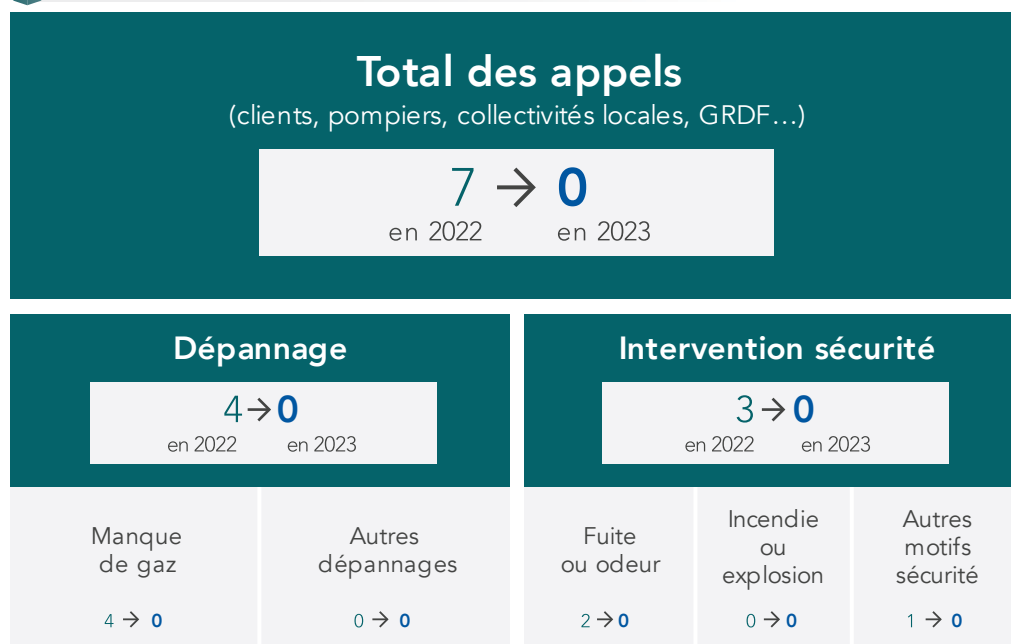 Total des appels
(clients, pompiers, collectivités locales, GRDF…)
7 → 0
en 2022 en 2023
Dépannage
4 → 0
en 2022 en 2023
Manque
de gaz
4 → 0
Autres
dépannages
0 → 0
Intervention sécurité
3 → 0
en 2022 en 2023
Fuite
ou odeur
2 → 0
Incendie
ou
explosion
0 → 0
Autres
motifs
sécurité
1 → 0